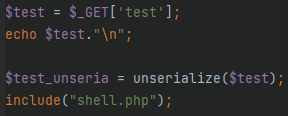 $test = $_GET['test'];
echo $test."\n";
$test_unseria = unserialize($test);
include("shell.php");